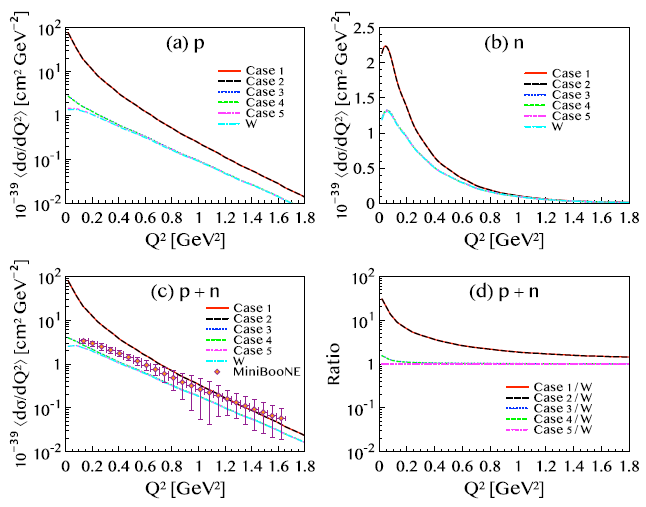 (a) p
10⁻³⁹ ⟨dσ/dQ²⟩ [cm² GeV⁻²]
10²
10
1
10⁻¹
10⁻²
Case 1
Case 2
Case 3
Case 4
Case 5
W
0 0.2 0.4 0.6 0.8 1 1.2 1.4 1.6 1.8
Q² [GeV²]
(b) n
10⁻³⁹ ⟨dσ/dQ²⟩ [cm² GeV⁻²]
2.5
2
1.5
1
0.5
0
Case 1
Case 2
Case 3
Case 4
Case 5
W
0 0.2 0.4 0.6 0.8 1 1.2 1.4 1.6 1.8
Q² [GeV²]
(c) p+n
10⁻³⁹ ⟨dσ/dQ²⟩ [cm² GeV⁻²]
10²
10
1
10⁻¹
10⁻²
Case 1
Case 2
Case 3
Case 4
Case 5
W
MiniBooNE
0 0.2 0.4 0.6 0.8 1 1.2 1.4 1.6 1.8
Q² [GeV²]
(d) p+n
Ratio
10²
10
1
10⁻¹
10⁻²
Case 1/W
Case 2/W
Case 3/W
Case 4/W
Case 5/W
0 0.2 0.4 0.6 0.8 1 1.2 1.4 1.6 1.8
Q² [GeV²]